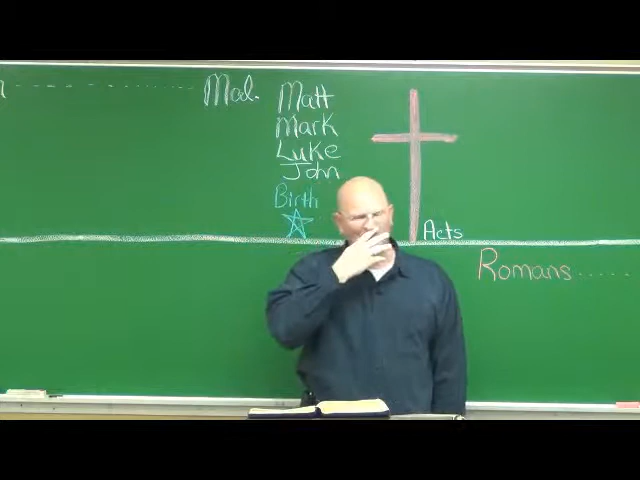 Mal.
Matt
Mark
Luke
John
Birth
Acts
Romans......